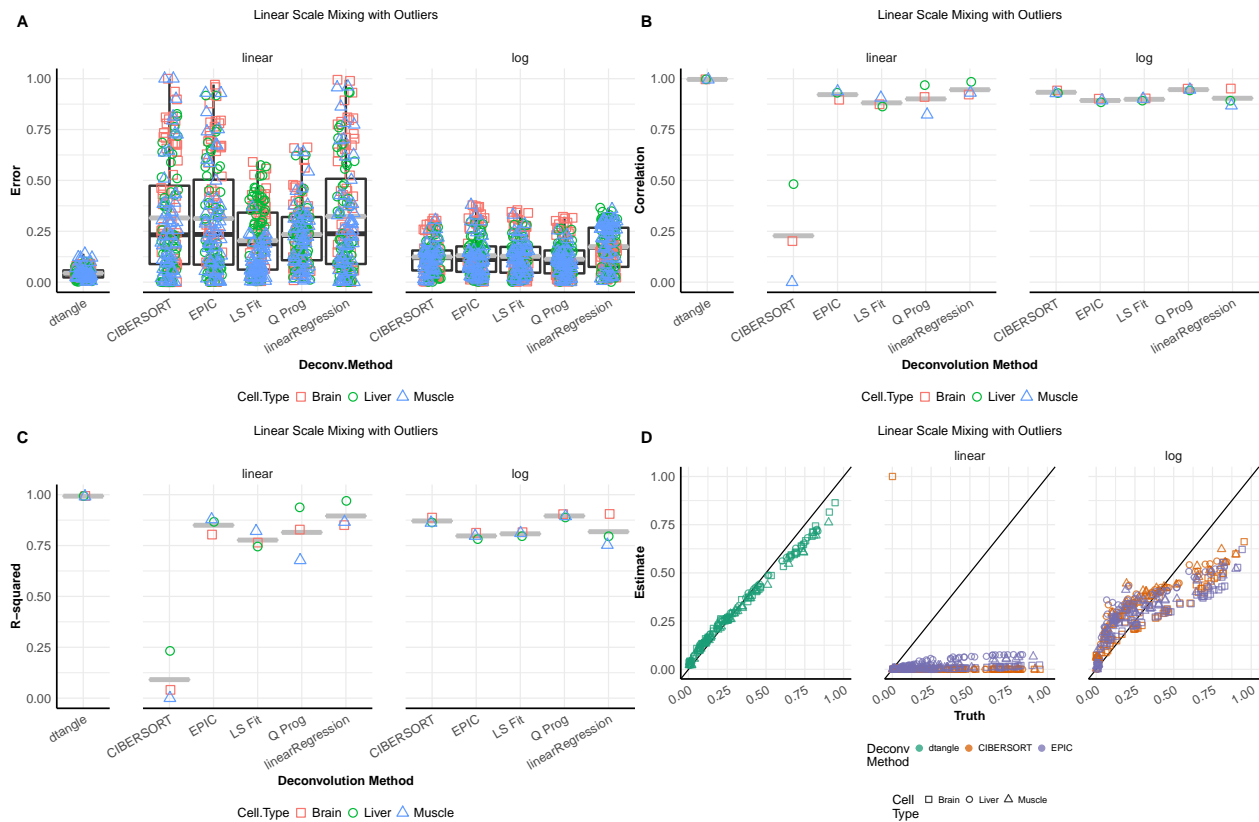 A
Linear Scale Mixing with Outliers
linear
log
Error
1.00
0.75
0.50
0.25
0.00
dtangle
CIBERSORT
EPIC
LS Fit
Q Prog
linearRegression
CIBERSORT
EPIC
LS Fit
Q Prog
linearRegression
Deconv.Method
Cell.Type Brain Liver Muscle
B
Linear Scale Mixing with Outliers
linear
log
Correlation
1.00
0.75
0.50
0.25
0.00
dtangle
CIBERSORT
EPIC
LS Fit
Q Prog
linearRegression
CIBERSORT
EPIC
LS Fit
Q Prog
linearRegression
Deconvolution Method
Cell.Type Brain Liver Muscle
C
Linear Scale Mixing with Outliers
linear
log
R−squared
1.00
0.75
0.50
0.25
0.00
dtangle
CIBERSORT
EPIC
LS Fit
Q Prog
linearRegression
CIBERSORT
EPIC
LS Fit
Q Prog
linearRegression
Deconvolution Method
Cell.Type Brain Liver Muscle
D
Linear Scale Mixing with Outliers
linear
log
Estimate
1.00
0.75
0.50
0.25
0.00
0.00 0.25 0.50 0.75 1.00
0.00 0.25 0.50 0.75 1.00
0.00 0.25 0.50 0.75 1.00
Truth
Deconv
Method
dtangle CIBERSORT EPIC
Cell
Type
Brain Liver Muscle